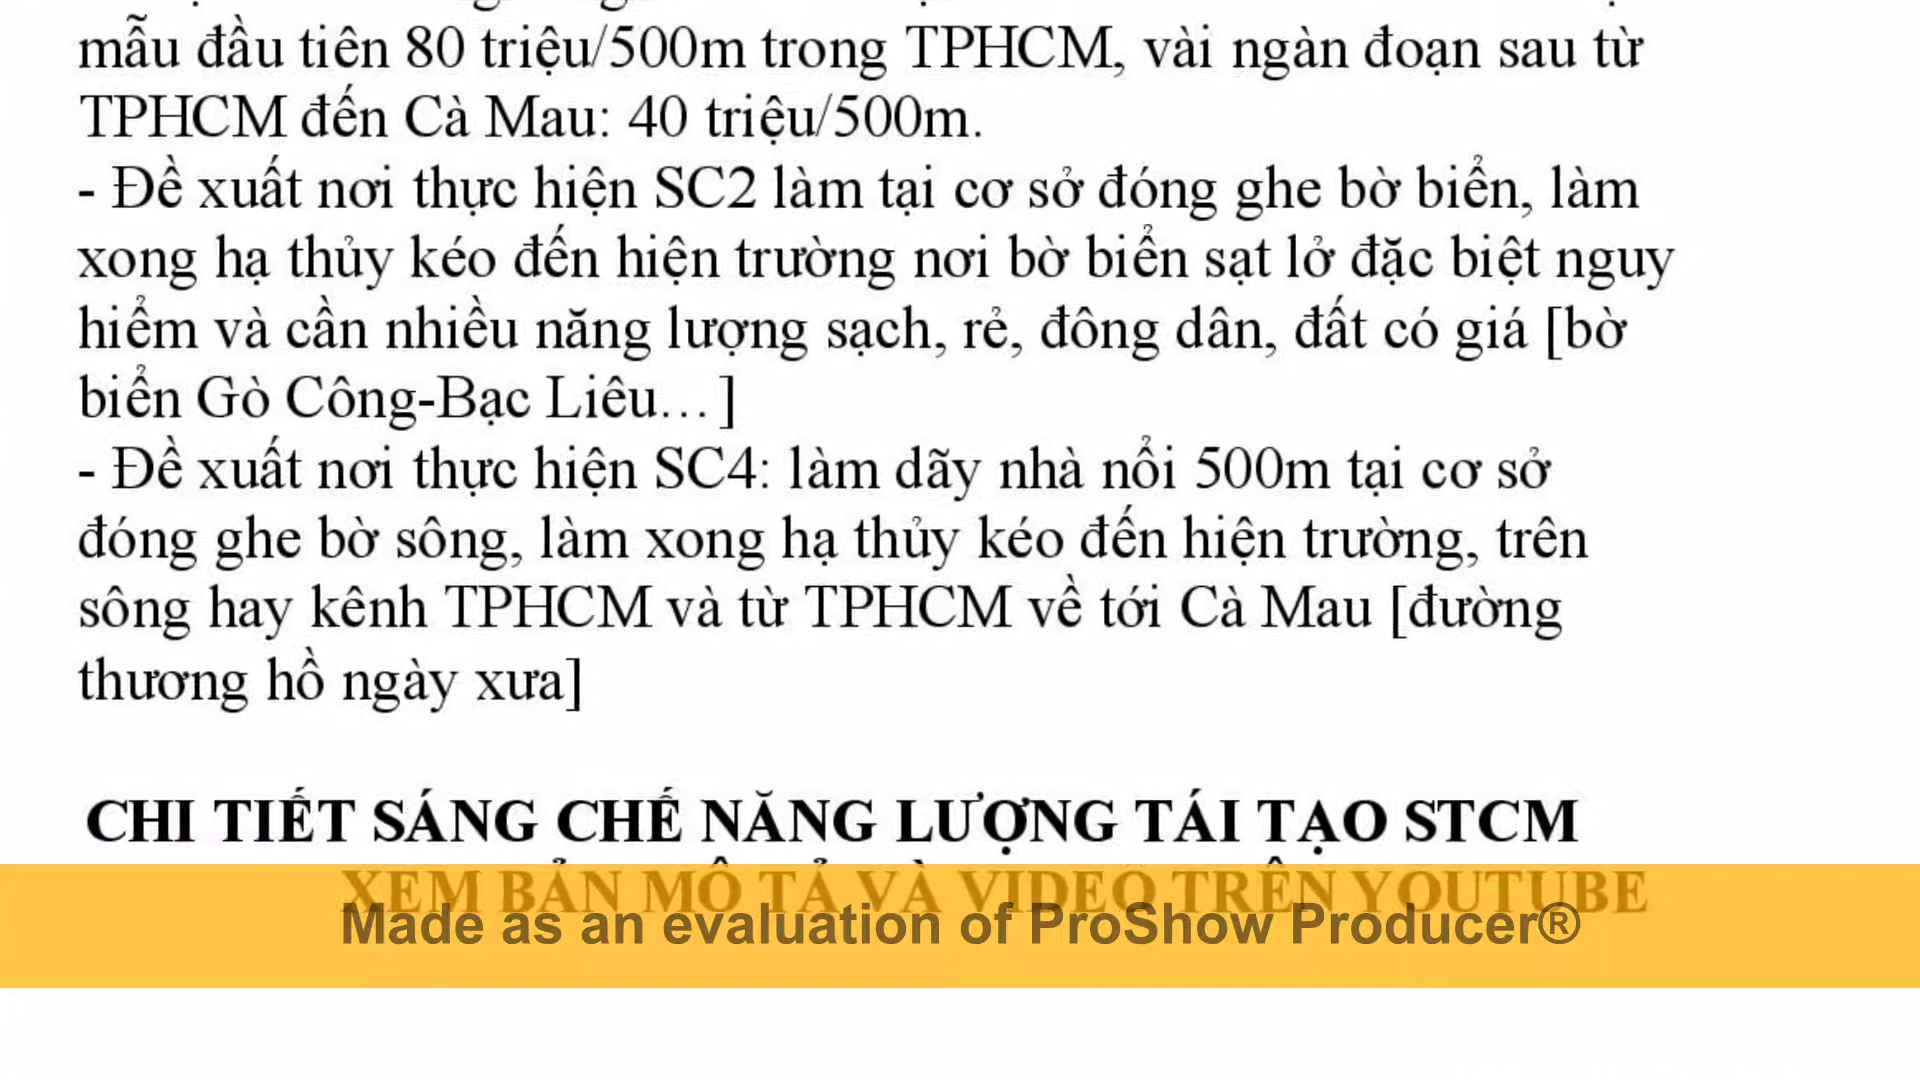 mẫu đầu tiên 80 triệu/500m trong TPHCM, vài ngàn đoạn sau từ
TPHCM đến Cà Mau: 40 triệu/500m.
- Đề xuất nơi thực hiện SC2 làm tại cơ sở đóng ghe bờ biển, làm
xong hạ thủy kéo đến hiện trường nơi bờ biển sạt lở đặc biệt nguy
hiểm và cần nhiều năng lượng sạch, rẻ, đông dân, đất có giá [bờ
biển Gò Công-Bạc Liêu…]
- Đề xuất nơi thực hiện SC4: làm dãy nhà nổi 500m tại cơ sở
đóng ghe bờ sông, làm xong hạ thủy kéo đến hiện trường, trên
sông hay kênh TPHCM và từ TPHCM về tới Cà Mau [đường
thương hồ ngày xưa]
CHI TIẾT SÁNG CHẾ NĂNG LƯỢNG TÁI TẠO STCM
XEM BẢN MÔ TẢ VÀ VIDEO TRÊN YOUTUBE
Made as an evaluation of ProShow Producer®